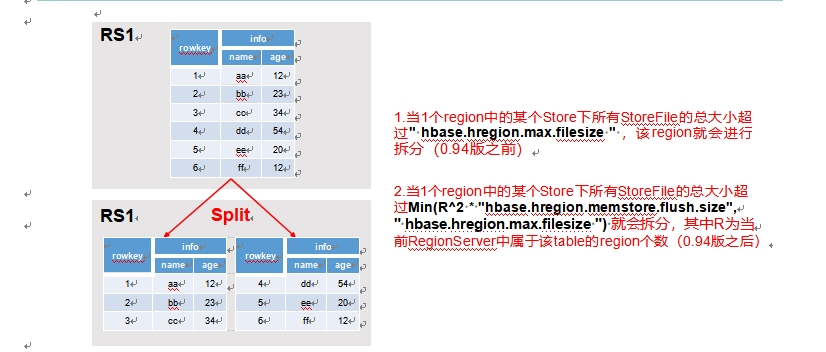 RS1
rowkey info
name age
1 aa 12
2 bb 23
3 cc 34
4 dd 54
5 ee 20
6 ff 12
1.当1个region中的某个Store下所有StoreFile的总大小超
过" hbase.hregion.max.filesize "，该region就会进行
拆分（0.94版之前）
2.当1个region中的某个Store下所有StoreFile的总大小超
过Min(R^2 * "hbase.hregion.memstore.flush.size",
" hbase.hregion.max.filesize ") 就会拆分，其中R为当
前RegionServer中属于该table的region个数（0.94版之后）
RS1
Split
rowkey info
name age
1 aa 12
2 bb 23
3 cc 34
rowkey info
name age
4 dd 54
5 ee 20
6 ff 12